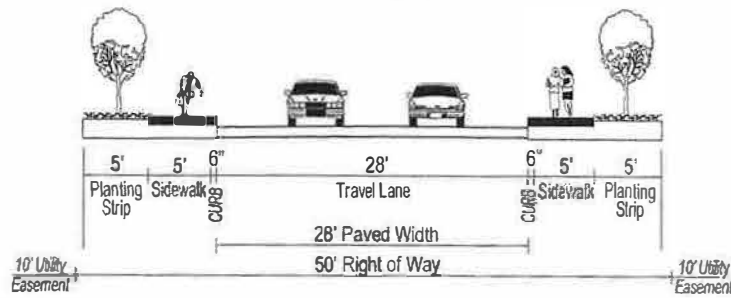 5' 5' 6" 28' 6" 5' 5'
Planting Strip Sidewalk CURB Travel Lane CURB Sidewalk Planting Strip
28' Paved Width
10' Utility Easement 50' Right of Way 10' Utility Easement